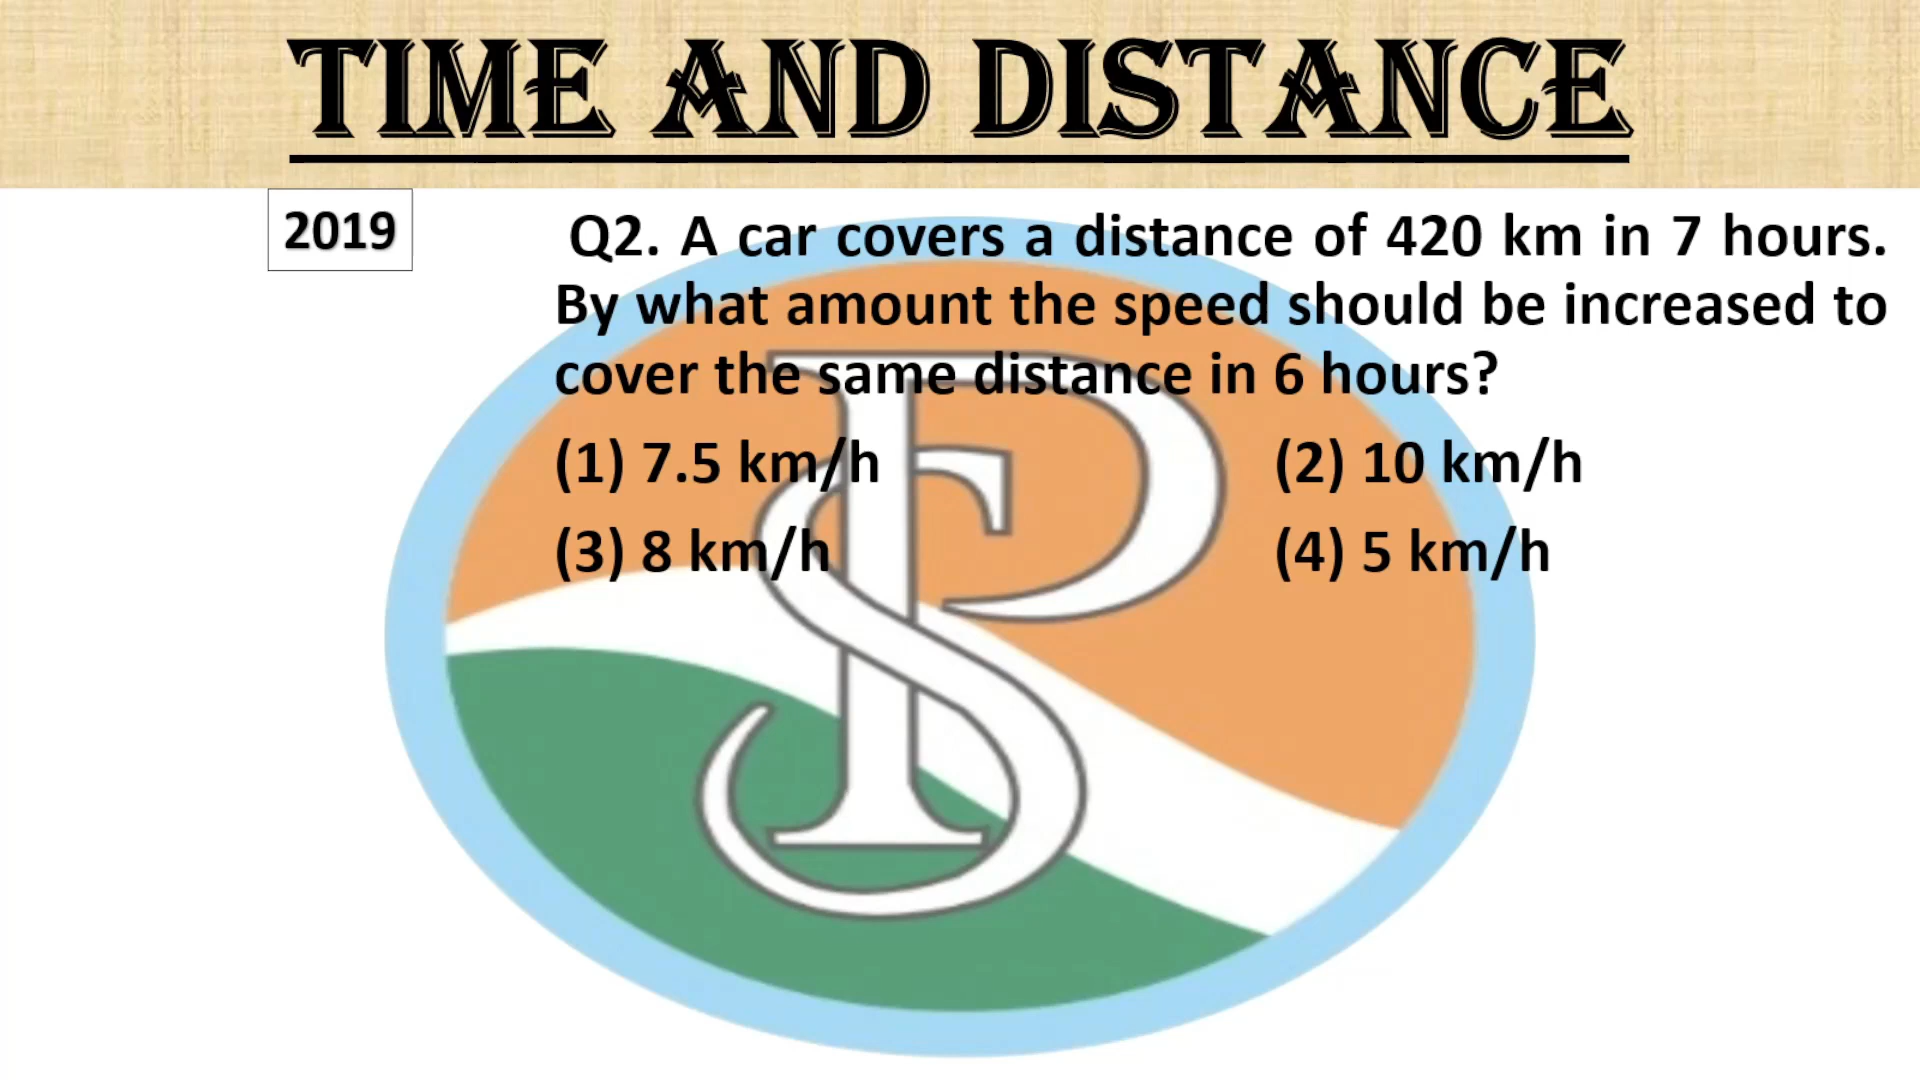 TIME AND DISTANCE
2019
Q2. A car covers a distance of 420 km in 7 hours.
By what amount the speed should be increased to
cover the same distance in 6 hours?
(1) 7.5 km/h (2) 10 km/h
(3) 8 km/h (4) 5 km/h
PS